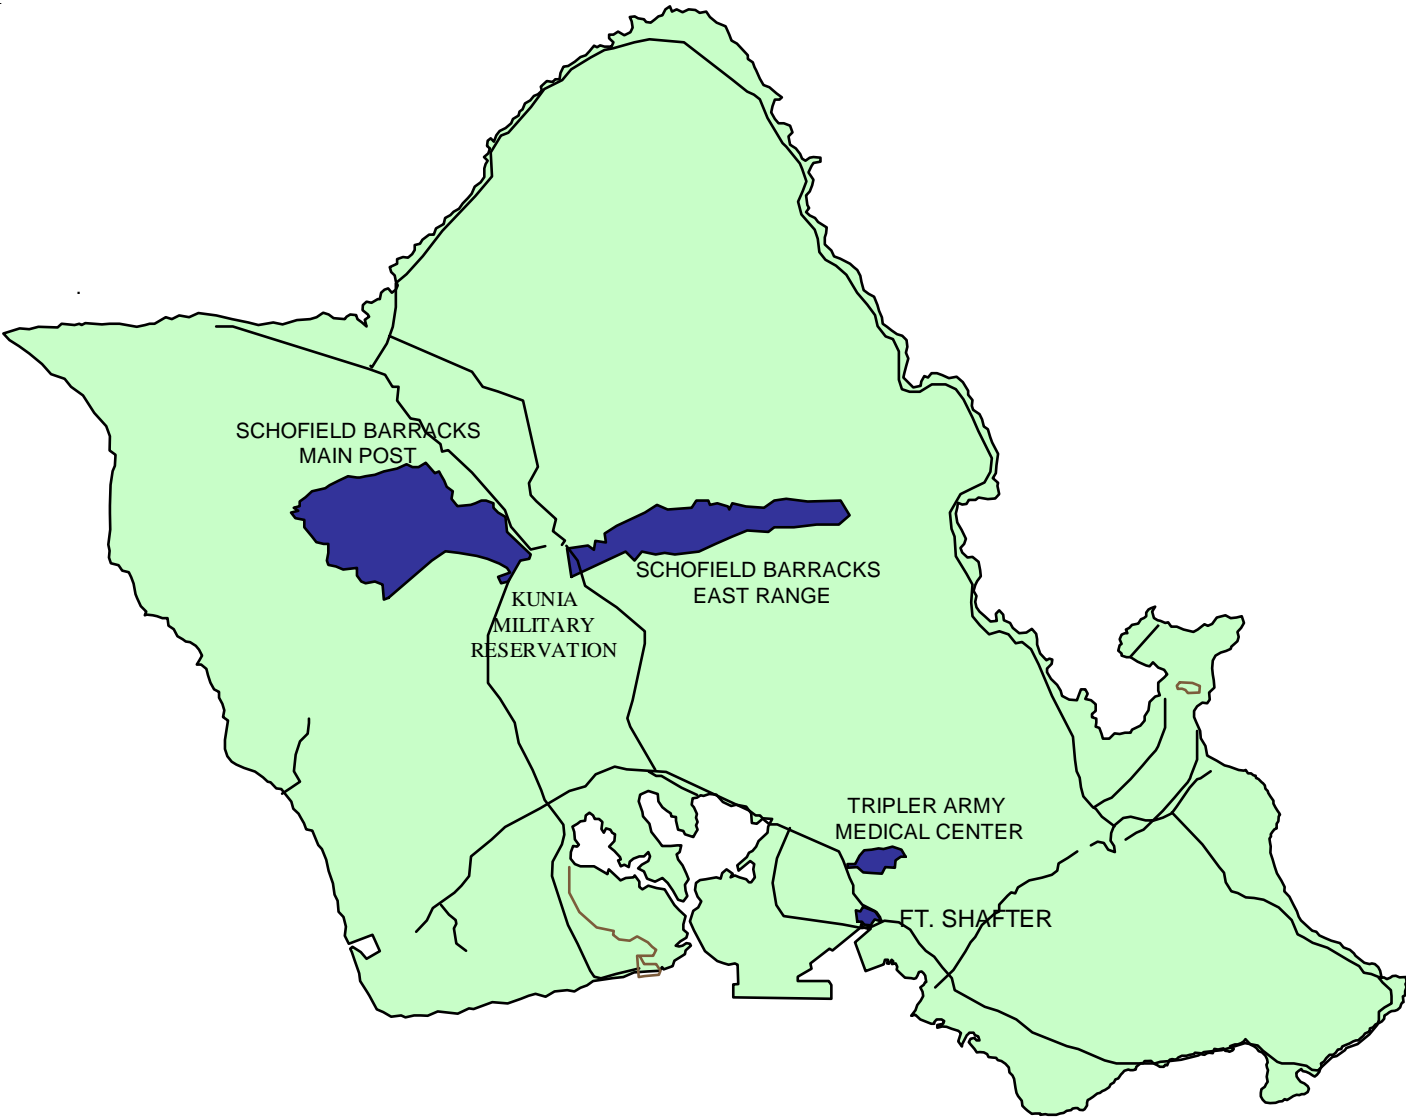 SCHOFIELD BARRACKS
MAIN POST
SCHOFIELD BARRACKS
EAST RANGE
KUNIA
MILITARY
RESERVATION
TRIPLER ARMY
MEDICAL CENTER
FT. SHAFTER